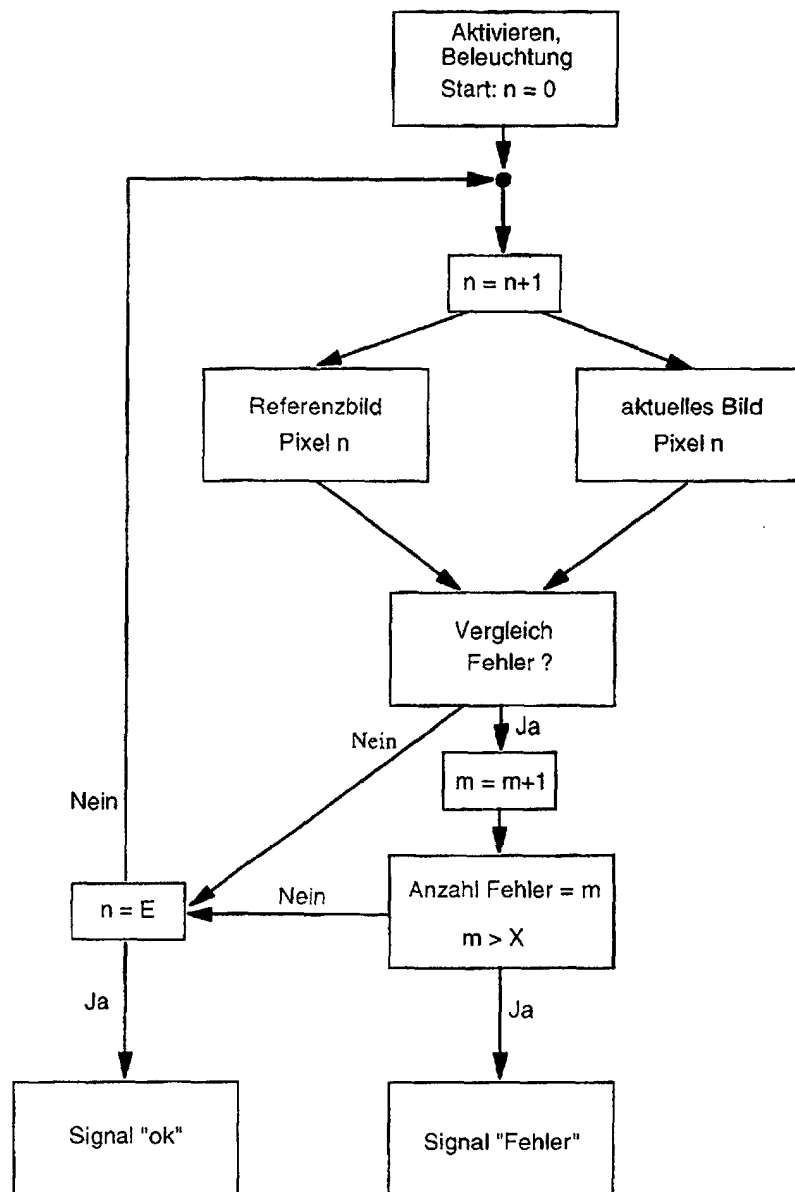 Aktivieren,
Beleuchtung
Start: n = 0
n = n+1
Referenzbild
Pixel n
aktuelles Bild
Pixel n
Vergleich
Fehler ?
Nein
Ja
m = m+1
Nein
Anzahl Fehler = m
m > X
Nein
n = E
Ja
Ja
Signal "ok"
Signal "Fehler"